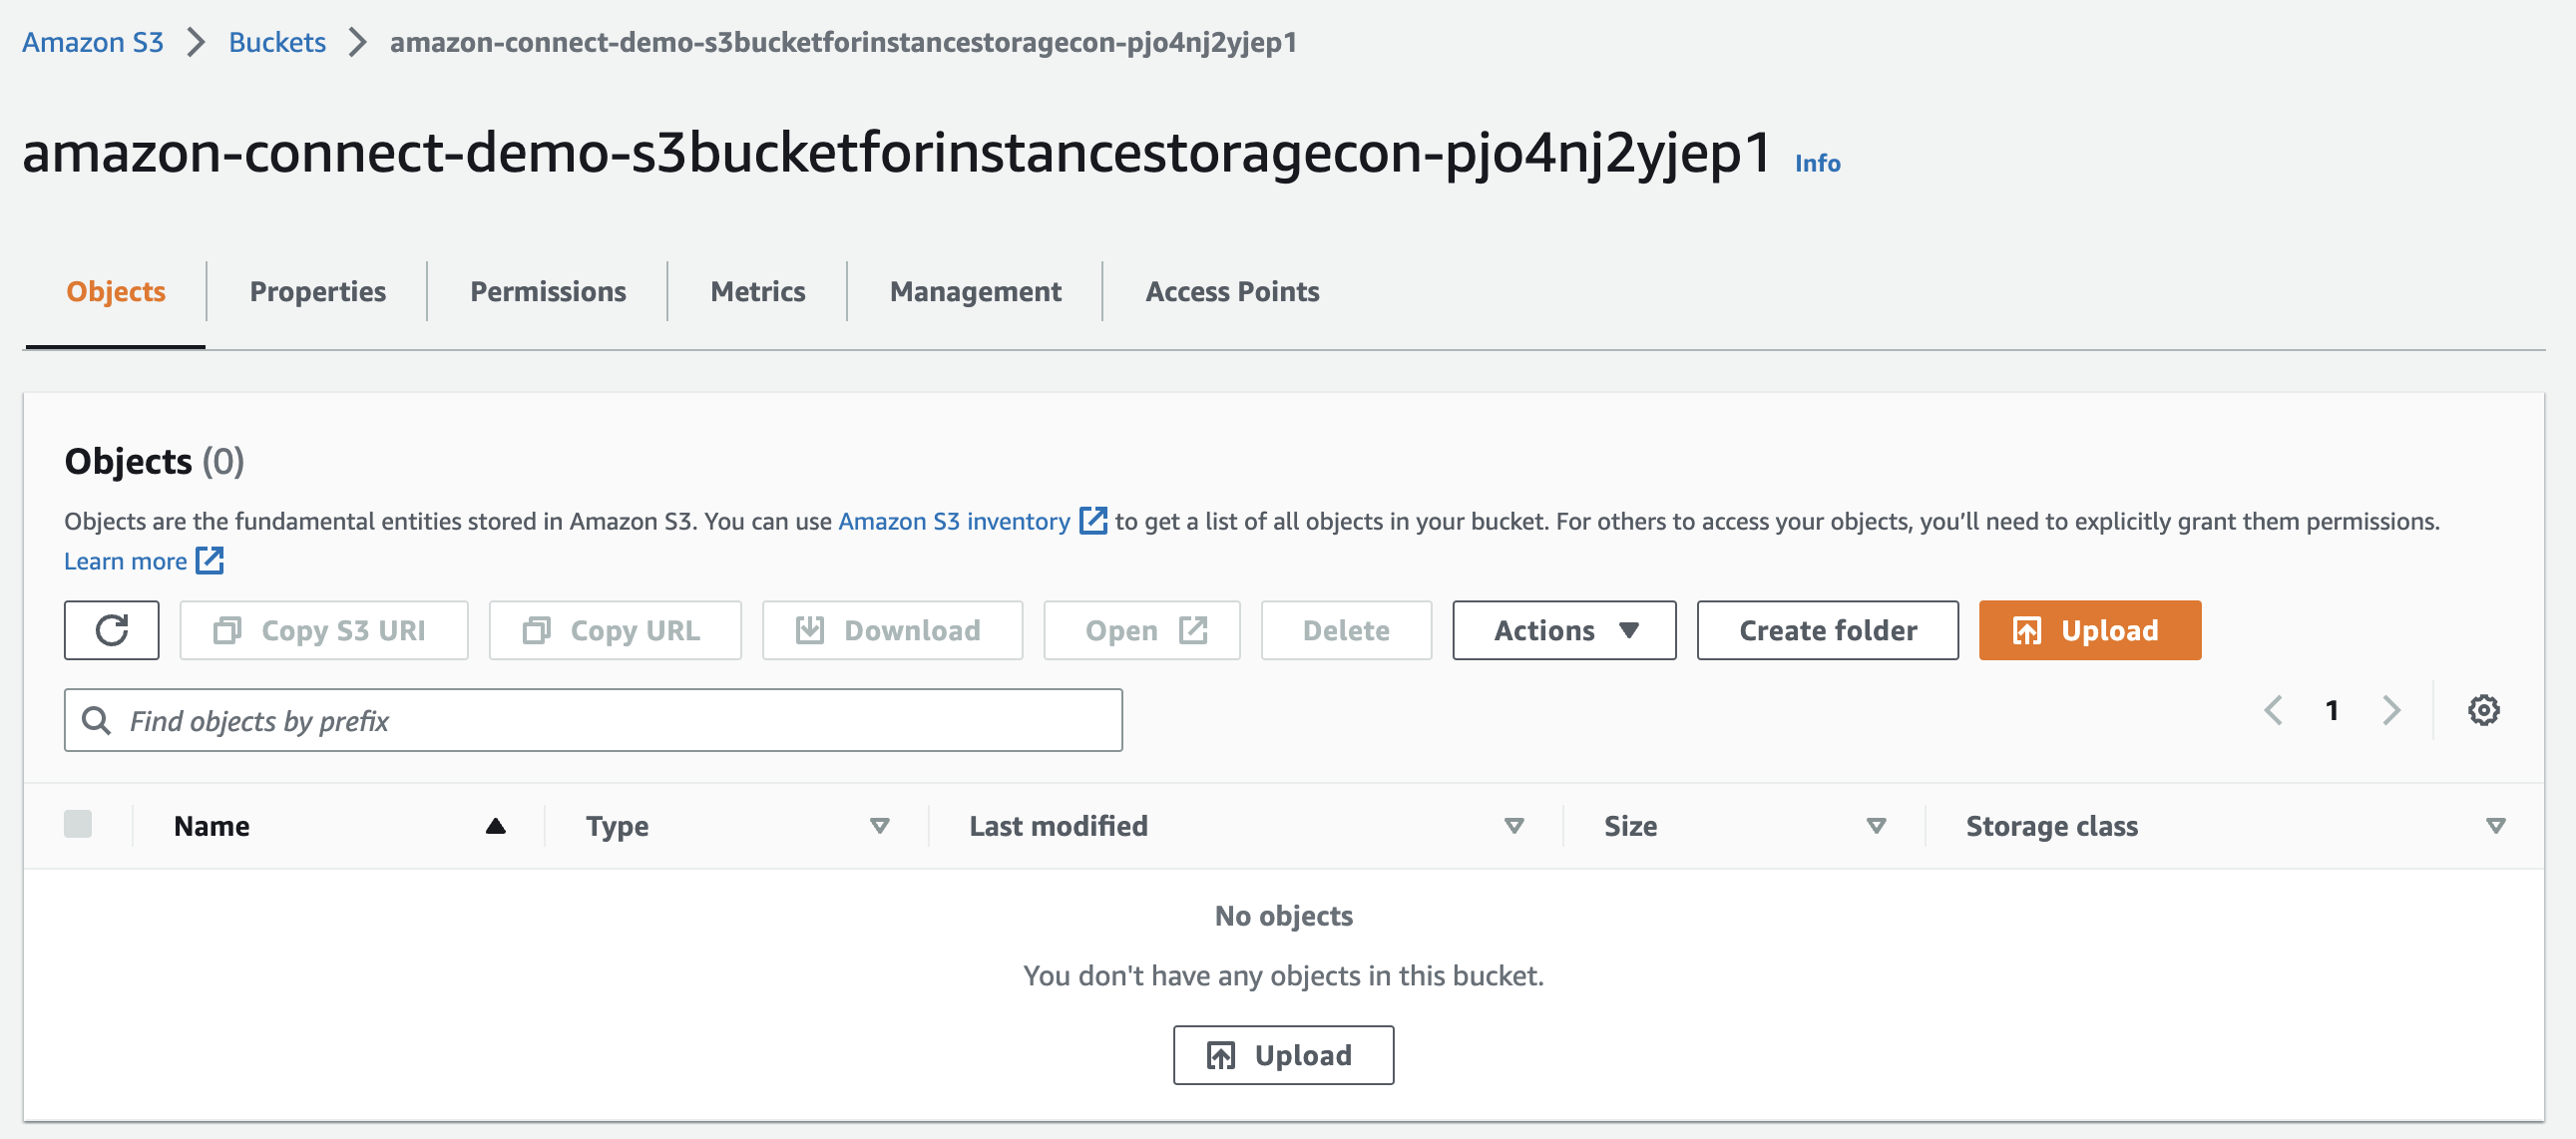 Amazon S3 Buckets amazon-connect-demo-s3bucketforinstancestoragecon-pjo4nj2yjep1
amazon-connect-demo-s3bucketforinstancestoragecon-pjo4nj2yjep1 Info
Objects Properties Permissions Metrics Management Access Points
Objects (0)
Objects are the fundamental entities stored in Amazon S3. You can use Amazon S3 inventory to get a list of all objects in your bucket. For others to access your objects, you’ll need to explicitly grant them permissions.
Learn more
Copy S3 URI Copy URL Download Open Delete Actions Create folder Upload
Find objects by prefix
1
Name Type Last modified Size Storage class
No objects
You don't have any objects in this bucket.
Upload